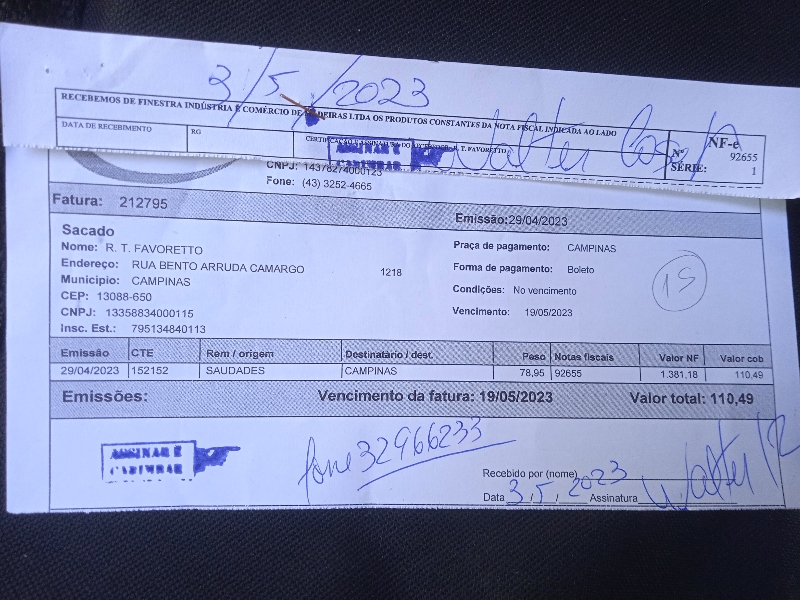 3/5/2023
RECEBEMOS DE FINESTRA INDÚSTRIA E COMÉRCIO DE DEIRAS LTDA OS PRODUTOS CONSTANTES DA NOTA FISCAL INDICADA AO LADO
DATA DE RECEBIMENTO
RG
R. T. FAVORETTO
ASSINAR E
CARIMBAR
Walter
NF-e
Nº 92655
SÉRIE: 1
CNPJ:
Fone: (43) 3252-4665
Fatura: 212795
Emissão:29/04/2023
Sacado
Nome: R. T. FAVORETTO
Endereço: RUA BENTO ARRUDA CAMARGO 1218
Municipio: CAMPINAS
CEP: 13088-650
CNPJ: 13358834000115
Insc. Est.: 795134840113
Praça de pagamento: CAMPINAS
Forma de pagamento: Boleto
Condições: No vencimento
Vencimento: 19/05/2023
15
Emissão CTE Rem / origem Destinatário / dest. Peso Notas fiscais Valor NF Valor cob
29/04/2023 152152 SAUDADES CAMPINAS 78,95 92655 1.381,18 110,49
Emissões: Vencimento da fatura: 19/05/2023 Valor total: 110,49
ASSINAR E
CARIMBAR
fone 32966233
Recebido por (nome)
Data 3/5/2023 Assinatura Walter